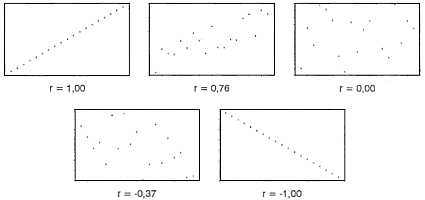 r = 1,00
r = 0,76
r = 0,00
r = -0,37
r = -1,00